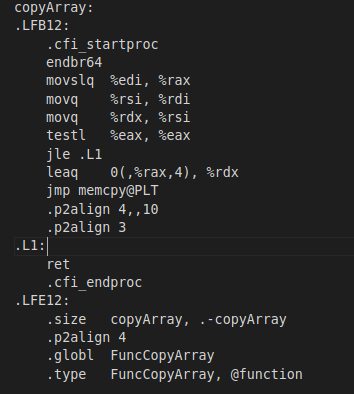 copyArray:
.LFB12:
    .cfi_startproc
    endbr64
    movslq  %edi, %rax
    movq    %rsi, %rdi
    movq    %rdx, %rsi
    testl   %eax, %eax
    jle .L1
    leaq    0(,%rax,4), %rdx
    jmp memcpy@PLT
    .p2align 4,,10
    .p2align 3
.L1:
    ret
    .cfi_endproc
.LFE12:
    .size   copyArray, .-copyArray
    .p2align 4
    .globl  FuncCopyArray
    .type   FuncCopyArray, @function